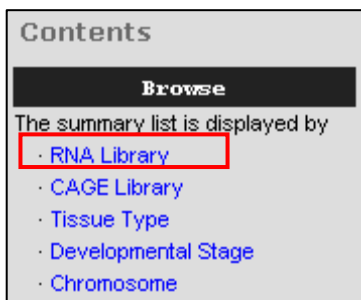 Contents
Browse
The summary list is displayed by
· RNA Library
· CAGE Library
· Tissue Type
· Developmental Stage
· Chromosome